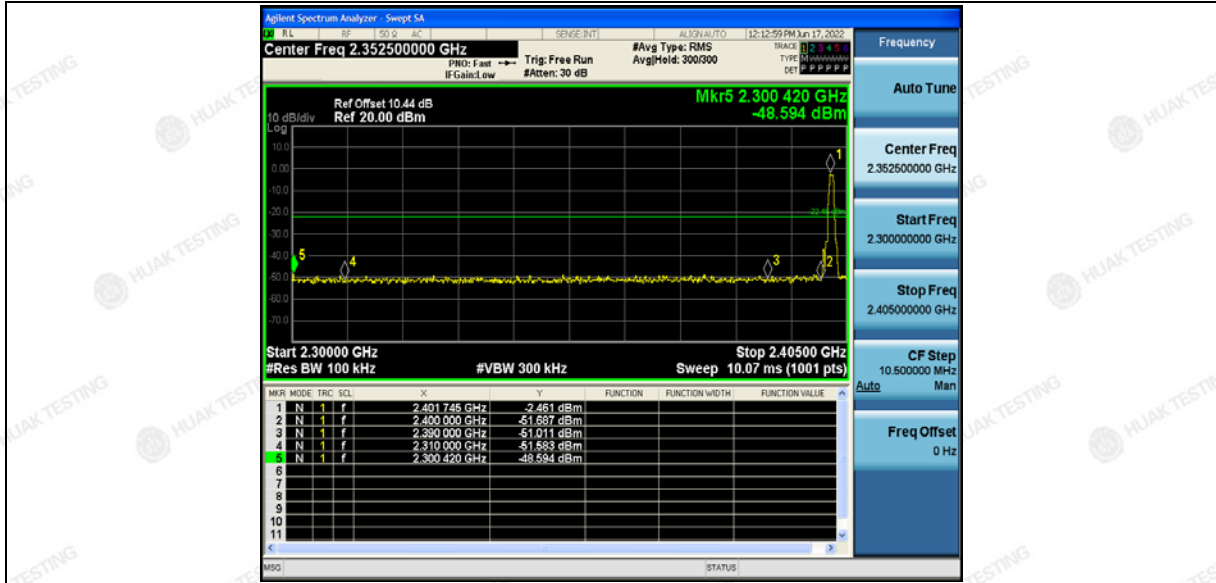 Agilent Spectrum Analyzer - Swept SA
RL RF 50 Ω AC SENSE:INT ALIGN AUTO 12:12:59 PM Jun 17, 2022
Center Freq 2.352500000 GHz
#Avg Type: RMS
TRACE 1 2 3 4 5 6
PNO: Fast Trig: Free Run Avg|Hold: 300/300
TYPE M
IFGain:Low #Atten: 30 dB
DET P P P P P P
Mkr5 2.300 420 GHz
-48.594 dBm
Ref Offset 10.44 dB
10 dB/div Ref 20.00 dBm
Log
10.0
0.00
-10.0
-20.0
-30.0
-40.0
-50.0
-60.0
-70.0
1
5
4
3
2
Start 2.30000 GHz Stop 2.40500 GHz
#Res BW 100 kHz #VBW 300 kHz Sweep 10.07 ms (1001 pts)
MKR MODE TRC SCL X Y FUNCTION FUNCTION WIDTH FUNCTION VALUE
1 N 1 f 2.401 745 GHz -2.461 dBm
2 N 1 f 2.400 000 GHz -51.687 dBm
3 N 1 f 2.390 000 GHz -51.011 dBm
4 N 1 f 2.310 000 GHz -51.583 dBm
5 N 1 f 2.300 420 GHz -48.594 dBm
6
7
8
9
10
11
MSG STATUS
Frequency
Auto Tune
Center Freq
2.352500000 GHz
Start Freq
2.300000000 GHz
Stop Freq
2.405000000 GHz
CF Step
10.500000 MHz
Auto Man
Freq Offset
0 Hz
HUAK TESTING